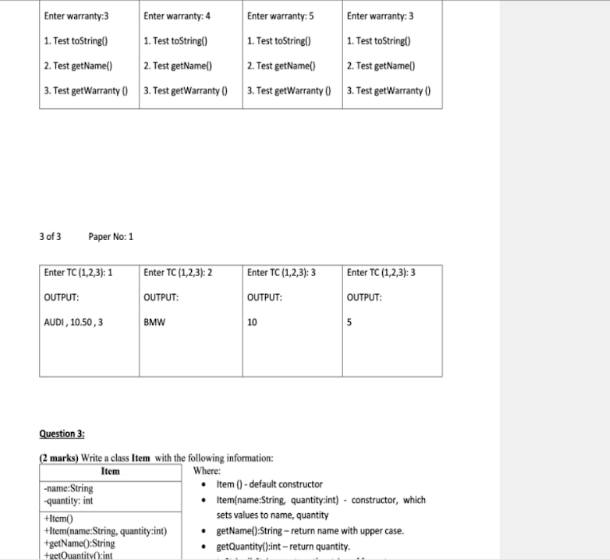 Enter warranty:3 Enter warranty: 4 Enter warranty: 5 Enter warranty: 3
1. Test toString() 1. Test toString() 1. Test toString() 1. Test toString()
2. Test getName() 2. Test getName() 2. Test getName() 2. Test getName()
3. Test getWarranty () 3. Test getWarranty () 3. Test getWarranty () 3. Test getWarranty ()
3 of 3 Paper No: 1
Enter TC (1,2,3): 1 Enter TC (1,2,3): 2 Enter TC (1,2,3): 3 Enter TC (1,2,3): 3
OUTPUT: OUTPUT: OUTPUT: OUTPUT:
AUDI , 10.50 , 3 BMW 10 5
Question 3:
(2 marks) Write a class Item with the following information:
Item
-name:String
-quantity: int
+Item()
+Item(name:String, quantity:int)
+getName():String
+getQuantity():int
Where:
• Item () - default constructor
• Item(name:String, quantity:int) - constructor, which
sets values to name, quantity
• getName():String – return name with upper case.
• getQuantity():int – return quantity.